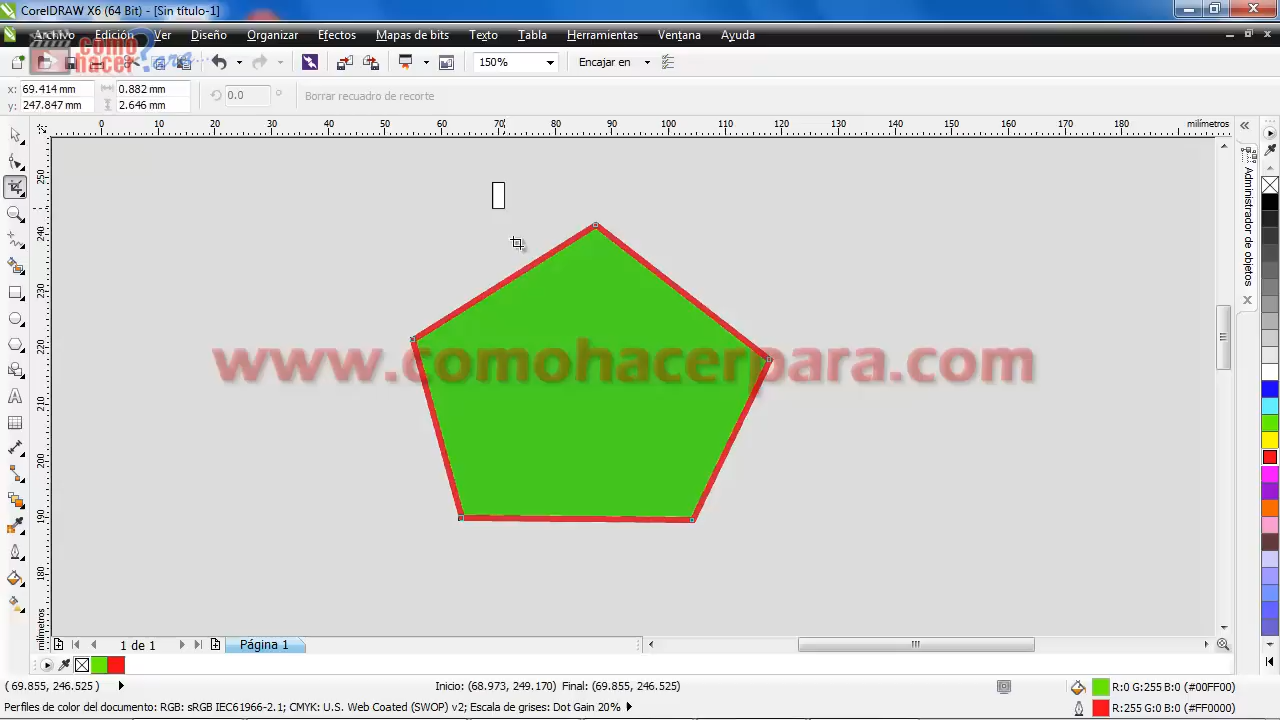 CorelDRAW X6 (64 Bit) - [Sin título-1]
Archivo Edición Ver Diseño Organizar Efectos Mapas de bits Texto Tabla Herramientas Ventana Ayuda
como hacer para
150% Encajar en
x: 69.414 mm 0.882 mm 0.0 ° Borrar recuadro de recorte
y: 247.847 mm 2.646 mm
0 10 20 30 40 50 60 70 80 90 100 110 120 130 140 150 160 170 180 milímetros
250
240
230
220
210
200
190
180
milímetros
Administrador de objetos
www.comohacerpara.com
1 de 1 Página 1
( 69.855, 246.525 ) Inicio: (68.973, 249.170) Final: (69.855, 246.525) R:0 G:255 B:0 (#00FF00)
Perfiles de color del documento: RGB: sRGB IEC61966-2.1; CMYK: U.S. Web Coated (SWOP) v2; Escala de grises: Dot Gain 20% R:255 G:0 B:0 (#FF0000)